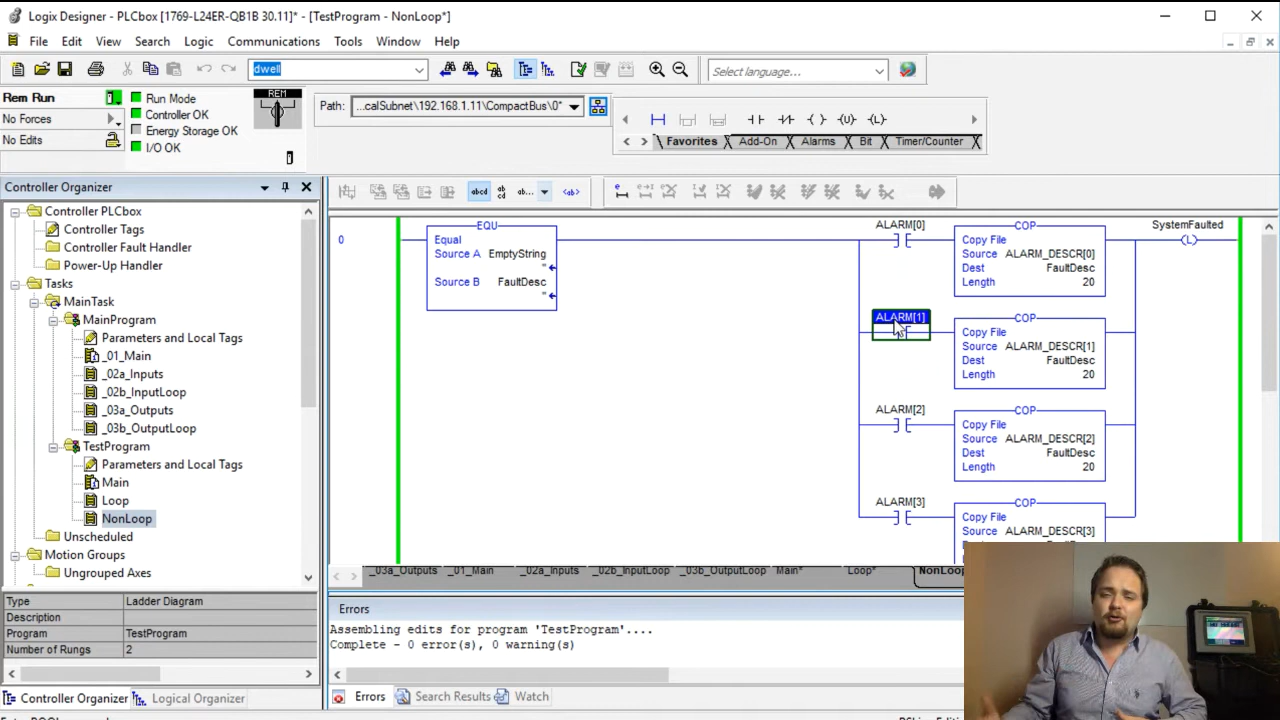 Logix Designer - PLCbox [1769-L24ER-QB1B 30.11]* - [TestProgram - NonLoop*]
File Edit View Search Logic Communications Tools Window Help
dwell
Select language...
Rem Run
No Forces
No Edits
Run Mode
Controller OK
Energy Storage OK
I/O OK
REM
Path: ...calSubnet\192.168.1.11\CompactBus\0*
Favorites Add-On Alarms Bit Timer/Counter
Controller Organizer
Controller PLCbox
Controller Tags
Controller Fault Handler
Power-Up Handler
Tasks
MainTask
MainProgram
Parameters and Local Tags
_01_Main
_02a_Inputs
_02b_InputLoop
_03a_Outputs
_03b_OutputLoop
TestProgram
Parameters and Local Tags
Main
Loop
NonLoop
Unscheduled
Motion Groups
Ungrouped Axes
Type Ladder Diagram
Description
Program TestProgram
Number of Rungs 2
Controller Organizer Logical Organizer
0
EQU
Equal
Source A EmptyString
''
Source B FaultDesc
''
ALARM[0]
COP
Copy File
Source ALARM_DESCR[0]
Dest FaultDesc
Length 20
SystemFaulted
L
ALARM[1]
COP
Copy File
Source ALARM_DESCR[1]
Dest FaultDesc
Length 20
ALARM[2]
COP
Copy File
Source ALARM_DESCR[2]
Dest FaultDesc
Length 20
ALARM[3]
COP
Copy File
Source ALARM_DESCR[3]
_03a_Outputs _01_Main _02a_Inputs _02b_InputLoop _03b_OutputLoop Main* Loop* NonLoop
Errors
Assembling edits for program 'TestProgram'....
Complete - 0 error(s), 0 warning(s)
Errors Search Results Watch